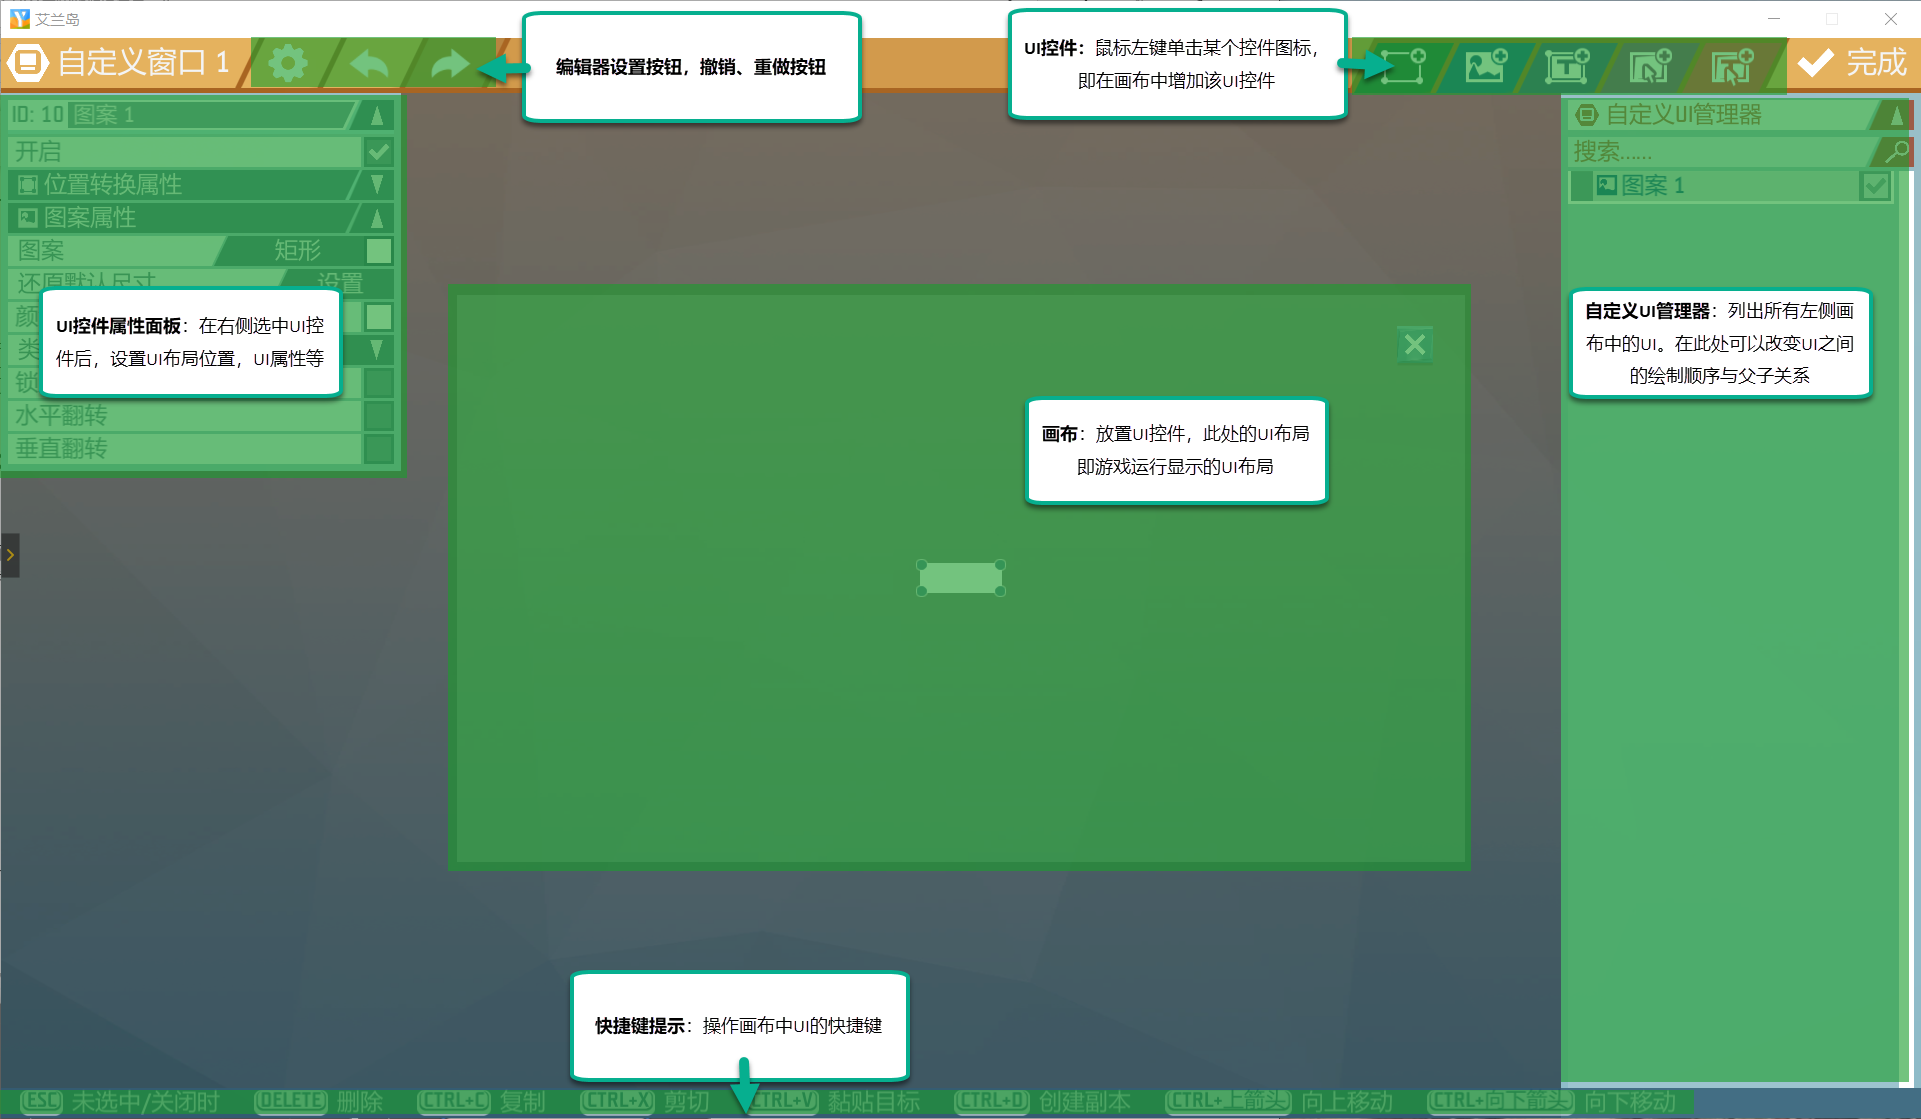 艾兰岛
自定义窗口 1
编辑器设置按钮，撤销、重做按钮
UI控件：鼠标左键单击某个控件图标，
即在画布中增加该UI控件
完成
ID: 10 图案 1
开启
位置转换属性
图案属性
图案 矩形
还原默认尺寸 设置
颜
类
锁
水平翻转
垂直翻转
UI控件属性面板：在右侧选中UI控
件后，设置UI布局位置，UI属性等
画布：放置UI控件，此处的UI布局
即游戏运行显示的UI布局
自定义UI管理器
搜索......
图案 1
自定义UI管理器：列出所有左侧画
布中的UI。在此处可以改变UI之间
的绘制顺序与父子关系
快捷键提示：操作画布中UI的快捷键
ESC 未选中/关闭时 DELETE 删除 CTRL+C 复制 CTRL+X 剪切 CTRL+V 黏贴目标 CTRL+D 创建副本 CTRL+上箭头 向上移动 CTRL+向下箭头 向下移动